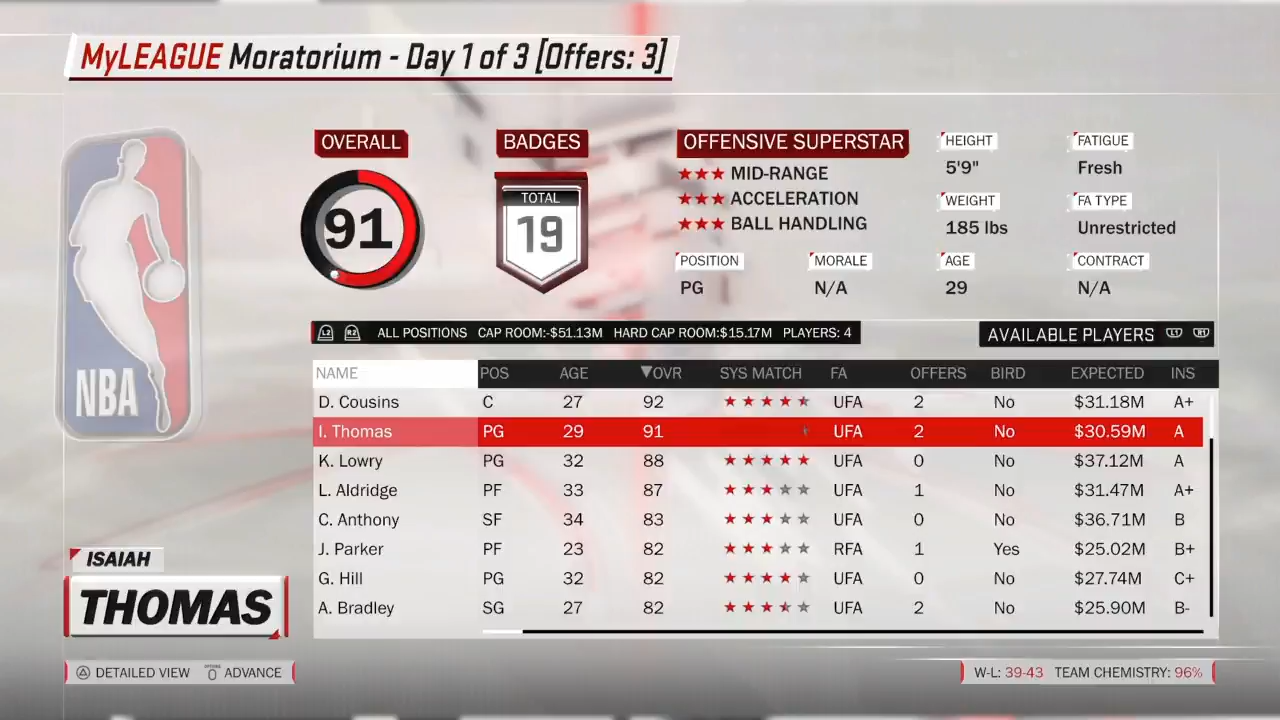 MyLEAGUE Moratorium - Day 1 of 3 [Offers: 3]
OVERALL
91
BADGES
TOTAL
19
OFFENSIVE SUPERSTAR
★★★ MID-RANGE
★★★ ACCELERATION
★★★ BALL HANDLING
HEIGHT
5'9"
FATIGUE
Fresh
WEIGHT
185 lbs
FA TYPE
Unrestricted
POSITION
PG
MORALE
N/A
AGE
29
CONTRACT
N/A
NBA
L2 R2 ALL POSITIONS CAP ROOM:-$51.13M HARD CAP ROOM:$15.17M PLAYERS: 4
AVAILABLE PLAYERS L1 R1
NAME POS AGE ▼OVR SYS MATCH FA OFFERS BIRD EXPECTED INS
D. Cousins C 27 92 UFA 2 No $31.18M A+
I. Thomas PG 29 91 UFA 2 No $30.59M A
K. Lowry PG 32 88 UFA 0 No $37.12M A
L. Aldridge PF 33 87 UFA 1 No $31.47M A+
C. Anthony SF 34 83 UFA 0 No $36.71M B
J. Parker PF 23 82 RFA 1 Yes $25.02M B+
G. Hill PG 32 82 UFA 0 No $27.74M C+
A. Bradley SG 27 82 UFA 2 No $25.90M B-
ISAIAH
THOMAS
DETAILED VIEW OPTIONS ADVANCE
W-L: 39-43 TEAM CHEMISTRY: 96%